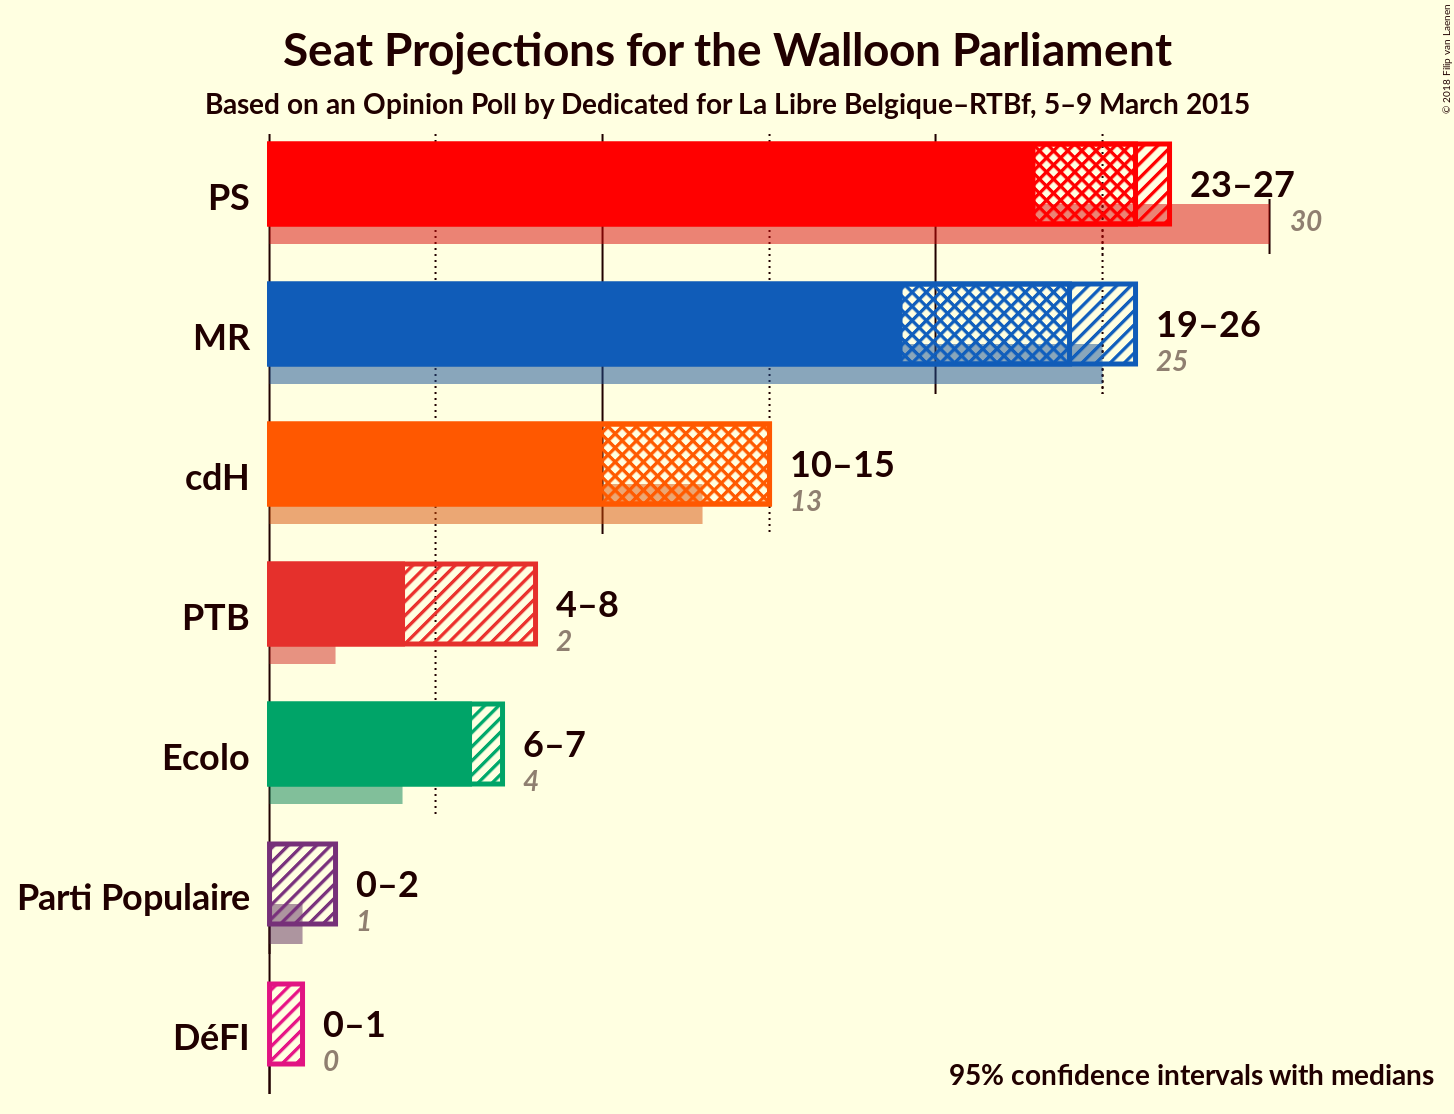 Seat Projections for the Walloon Parliament
Based on an Opinion Poll by Dedicated for La Libre Belgique–RTBf, 5–9 March 2015
© 2018 Filip van Laenen
PS
23–27
30
MR
19–26
25
cdH
10–15
13
PTB
4–8
2
Ecolo
6–7
4
Parti Populaire
0–2
1
DéFI
0–1
0
95% confidence intervals with medians